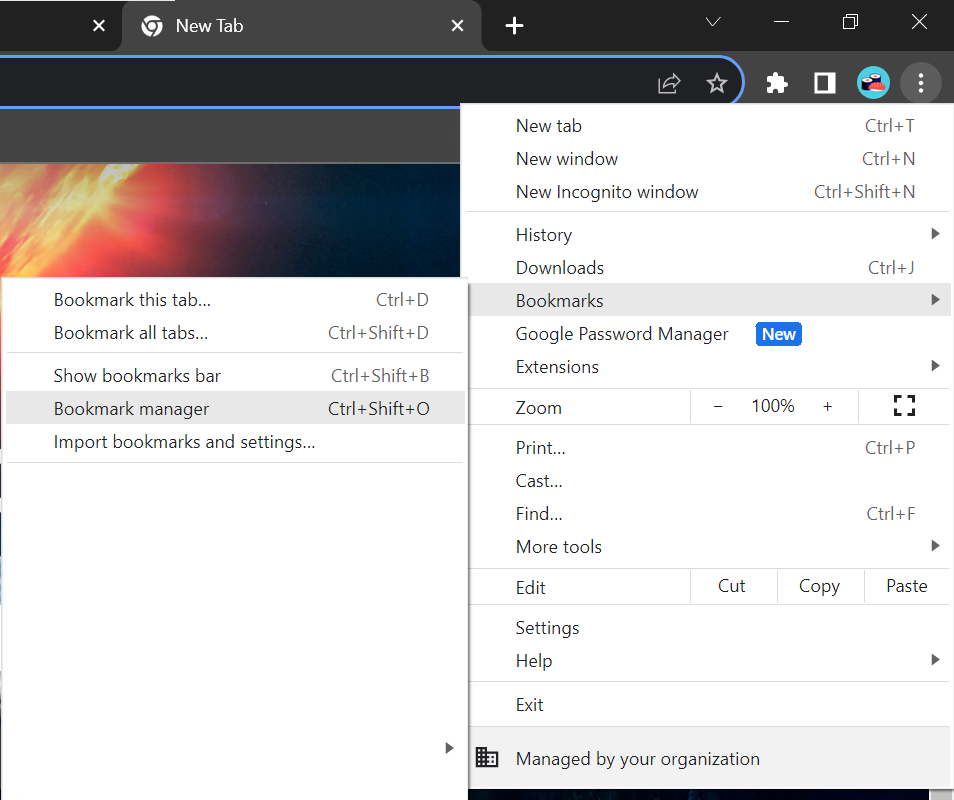 New Tab
New tab Ctrl+T
New window Ctrl+N
New Incognito window Ctrl+Shift+N
History
Downloads Ctrl+J
Bookmarks
Google Password Manager New
Extensions
Zoom − 100% +
Print... Ctrl+P
Cast...
Find... Ctrl+F
More tools
Edit Cut Copy Paste
Settings
Help
Exit
Managed by your organization
Bookmark this tab... Ctrl+D
Bookmark all tabs... Ctrl+Shift+D
Show bookmarks bar Ctrl+Shift+B
Bookmark manager Ctrl+Shift+O
Import bookmarks and settings...